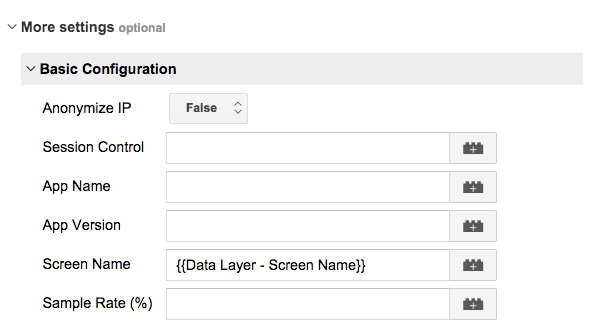 More settings optional
Basic Configuration
Anonymize IP False
Session Control
App Name
App Version
Screen Name {{Data Layer - Screen Name}}
Sample Rate (%)